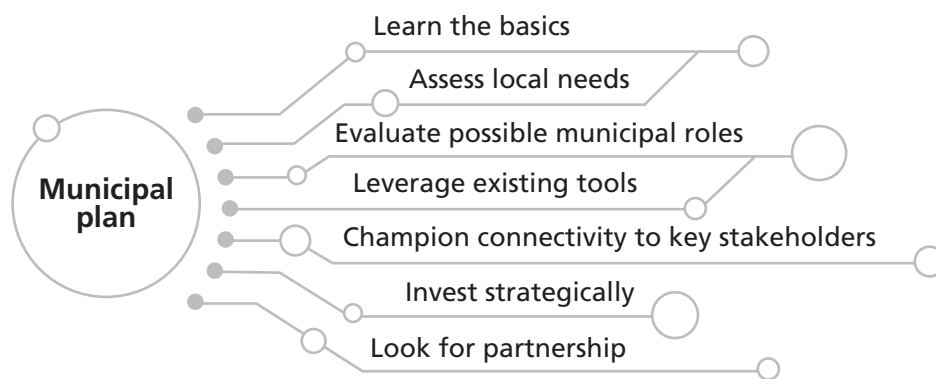 Learn the basics
Assess local needs
Evaluate possible municipal roles
Municipal
plan
Leverage existing tools
Champion connectivity to key stakeholders
Invest strategically
Look for partnership